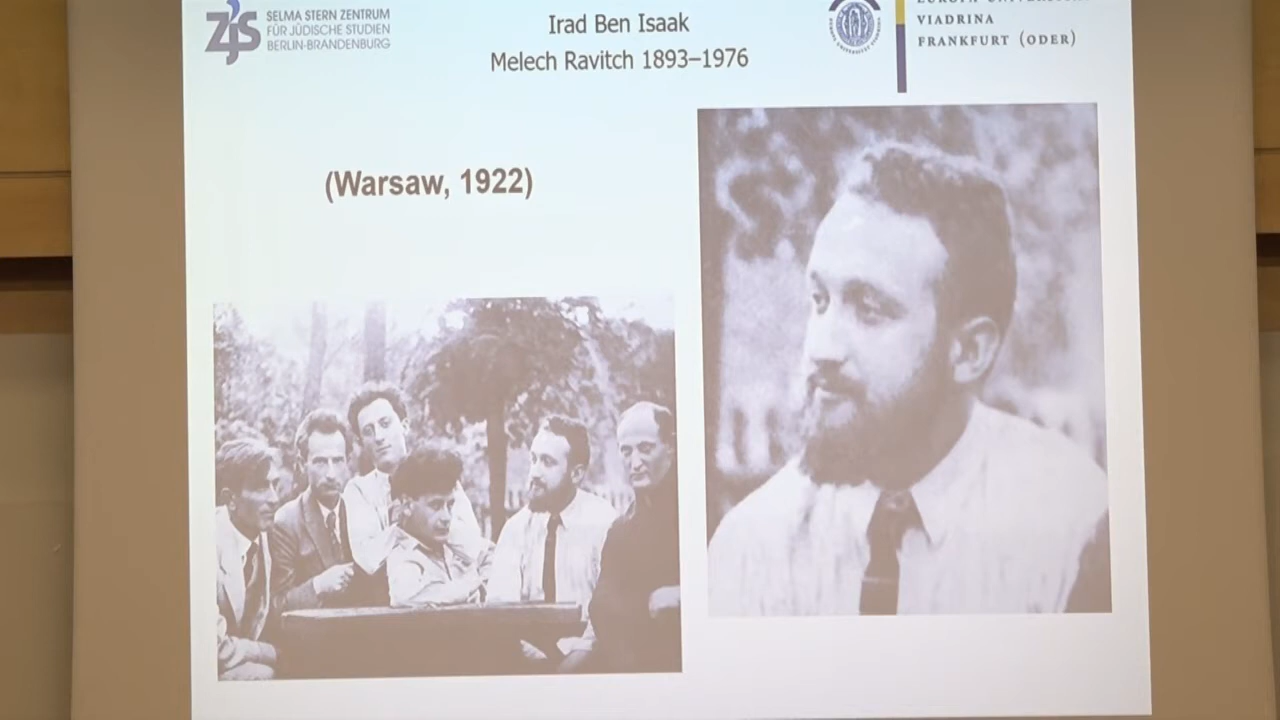 ZJS
SELMA STERN ZENTRUM
FÜR JÜDISCHE STUDIEN
BERLIN-BRANDENBURG
Irad Ben Isaak
Melech Ravitch 1893–1976
VIADRINA
FRANKFURT (ODER)
(Warsaw, 1922)